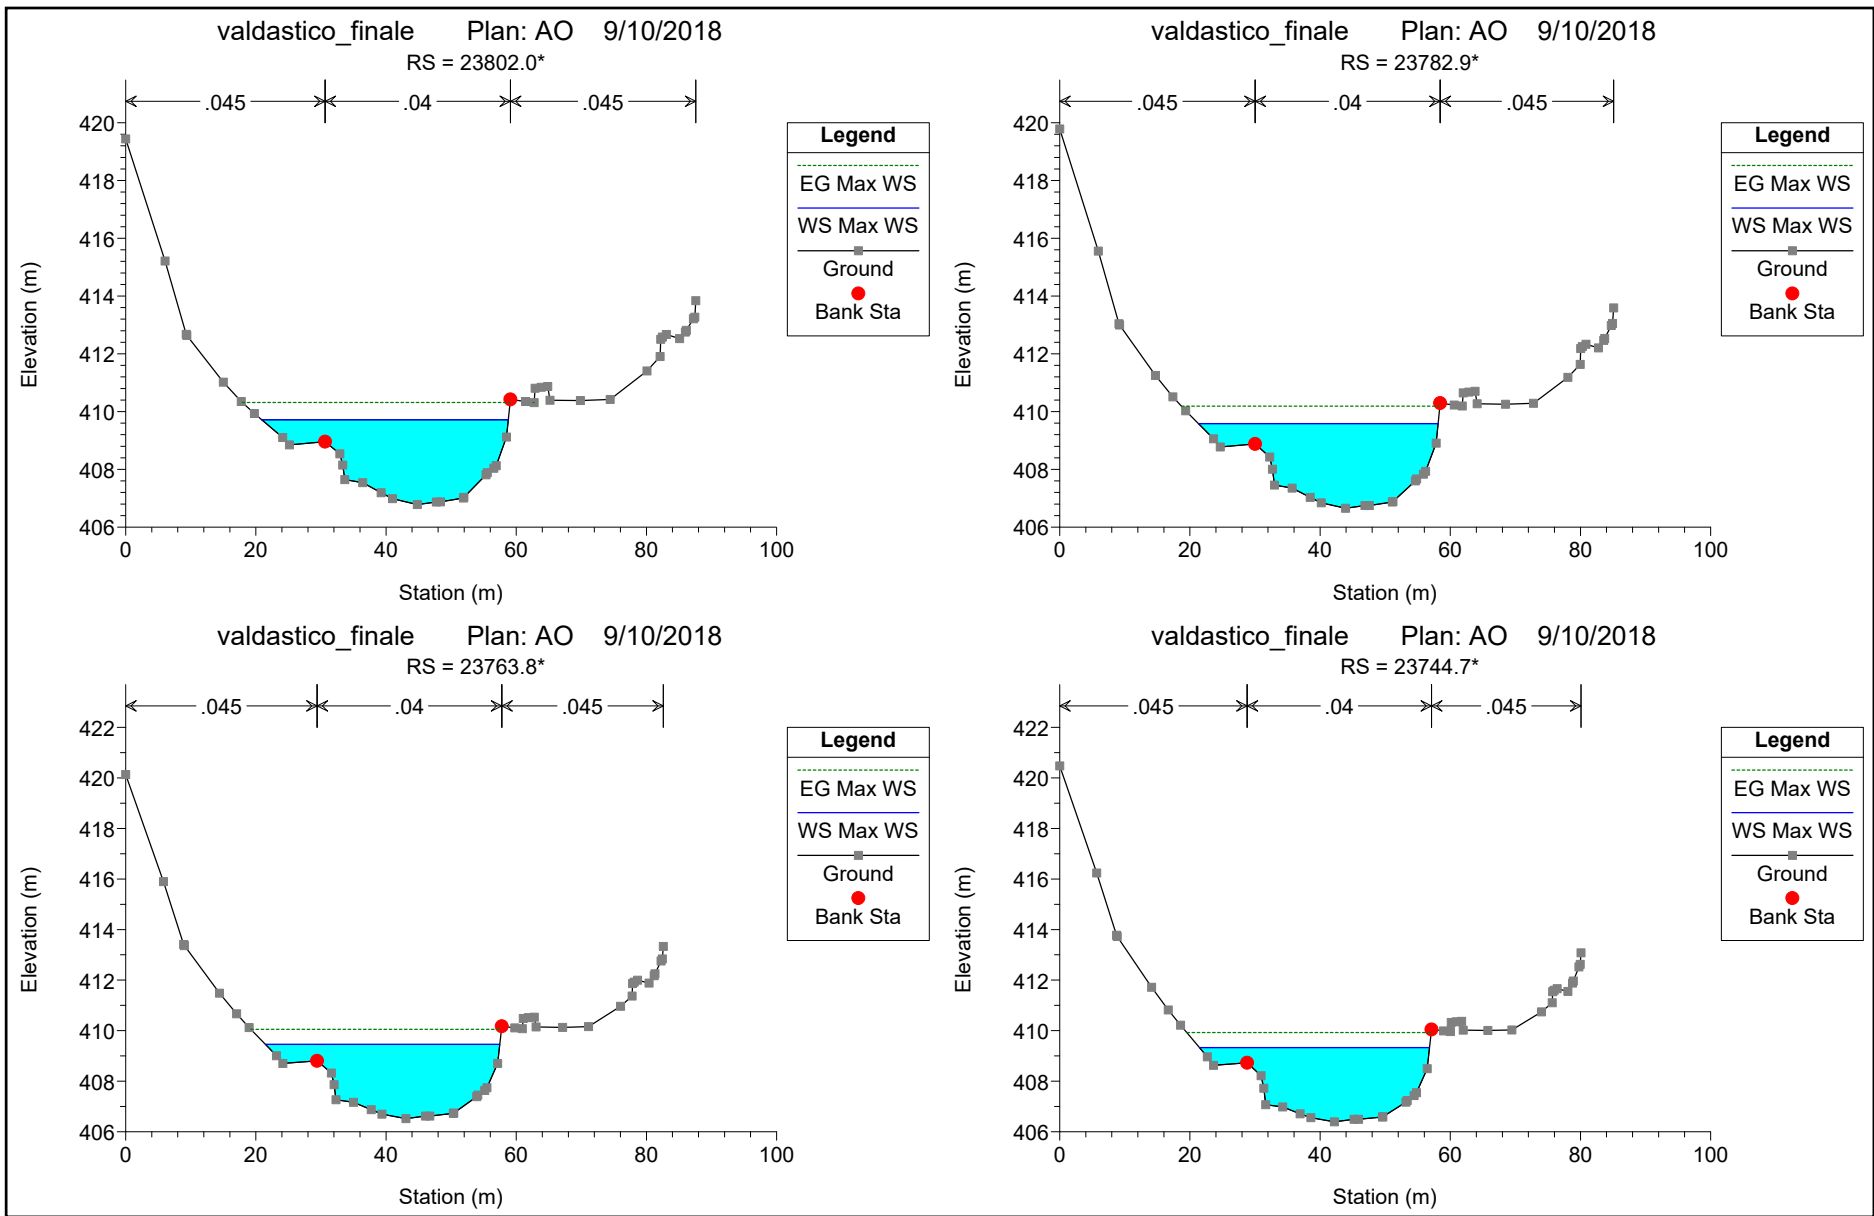 valdastico_finale Plan: AO 9/10/2018
RS = 23802.0*
.045 .04 .045
420
418
416
414
412
410
408
406
0 20 40 60 80 100
Station (m)
Elevation (m)
Legend
EG Max WS
WS Max WS
Ground
Bank Sta
valdastico_finale Plan: AO 9/10/2018
RS = 23782.9*
.045 .04 .045
420
418
416
414
412
410
408
406
0 20 40 60 80 100
Station (m)
Elevation (m)
Legend
EG Max WS
WS Max WS
Ground
Bank Sta
valdastico_finale Plan: AO 9/10/2018
RS = 23763.8*
.045 .04 .045
422
420
418
416
414
412
410
408
406
0 20 40 60 80 100
Station (m)
Elevation (m)
Legend
EG Max WS
WS Max WS
Ground
Bank Sta
valdastico_finale Plan: AO 9/10/2018
RS = 23744.7*
.045 .04 .045
422
420
418
416
414
412
410
408
406
0 20 40 60 80 100
Station (m)
Elevation (m)
Legend
EG Max WS
WS Max WS
Ground
Bank Sta